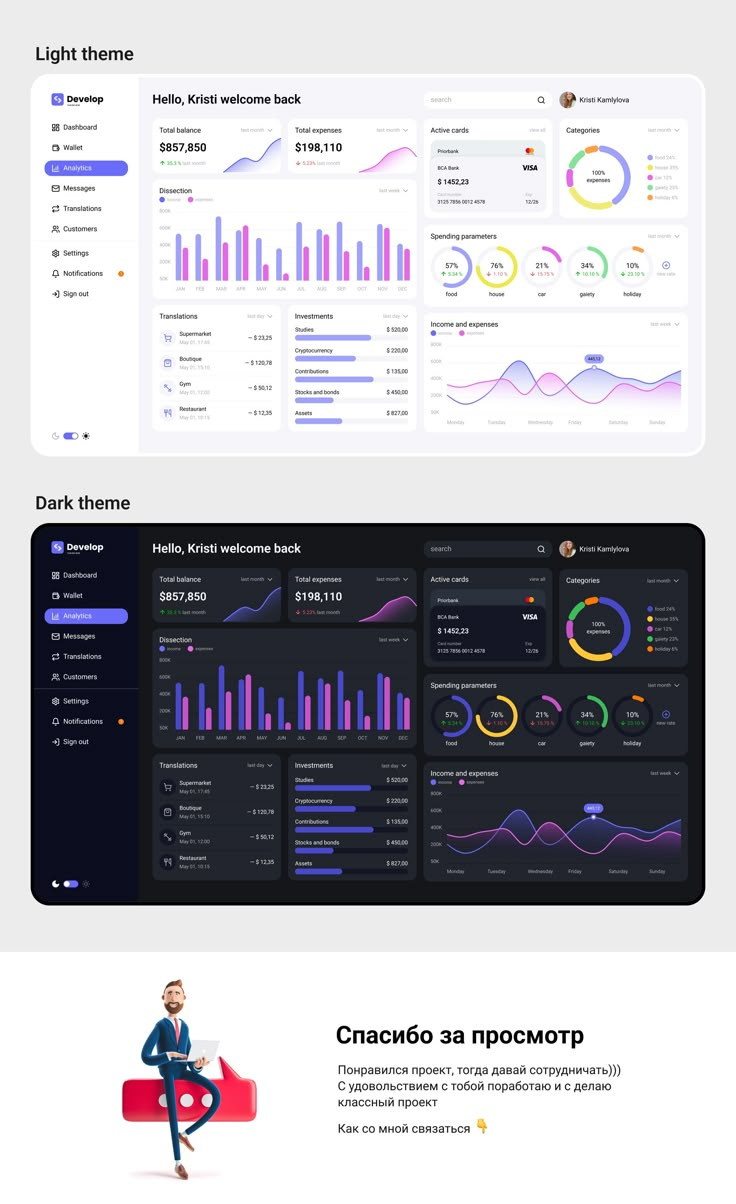 Light theme
Develop
Dashboard
Wallet
Analytics
Messages
Translations
Customers
Settings
Notifications
Sign out
Hello, Kristi welcome back
search
Kristi Kamlylova
Total balance
last month
$857,850
last month
Total expenses
last month
$198,110
5.23% last month
Active cards
view all
Priorbank
BCA Bank
VISA
$ 1452,23
Card number
Exp
3125 7856 0012 4578
12/26
Categories
last month
100%
expenses
food 24%
house 35%
car 12%
gaiety 23%
holiday 6%
Dissection
last week
income
expenses
800K
600K
400K
200K
50K
JAN FEB MAR APR MAY JUN JUL AUG SEP OCT NOV DEC
Spending parameters
last month
57% 76% 21% 34% 10%
5.54% 1.10% 15.75% 10.10% 23.10%
new rate
food house car gaiety holiday
Translations
last day
Supermarket
May 01, 17:45
– $ 23,25
Boutique
May 01, 15:10
– $ 120,78
Gym
May 01, 12:00
– $ 50,12
Restaurant
May 01, 10:15
– $ 12,35
Investments
last day
Studies $ 520,00
Cryptocurrency $ 220,00
Contributions $ 135,00
Stocks and bonds $ 450,00
Assets $ 827,00
Income and expenses
last week
income
expenses
800K
600K
400K
200K
50K
445,12
Monday Tuesday Wednesday Friday Saturday Sunday
Dark theme
Develop
Dashboard
Wallet
Analytics
Messages
Translations
Customers
Settings
Notifications
Sign out
Hello, Kristi welcome back
search
Kristi Kamlylova
Total balance
last month
$857,850
last month
Total expenses
last month
$198,110
5.23% last month
Active cards
view all
Priorbank
BCA Bank
VISA
$ 1452,23
Card number
Exp
3125 7856 0012 4578
12/26
Categories
last month
100%
expenses
food 24%
house 35%
car 12%
gaiety 23%
holiday 6%
Dissection
last week
income
expenses
800K
600K
400K
200K
50K
JAN FEB MAR APR MAY JUN JUL AUG SEP OCT NOV DEC
Spending parameters
last month
57% 76% 21% 34% 10%
5.54% 1.10% 15.75% 10.10% 23.10%
new rate
food house car gaiety holiday
Translations
last day
Supermarket
May 01, 17:45
– $ 23,25
Boutique
May 01, 15:10
– $ 120,78
Gym
May 01, 12:00
– $ 50,12
Restaurant
May 01, 10:15
– $ 12,35
Investments
last day
Studies $ 520,00
Cryptocurrency $ 220,00
Contributions $ 135,00
Stocks and bonds $ 450,00
Assets $ 827,00
Income and expenses
last week
income
expenses
800K
600K
400K
200K
50K
445,12
Monday Tuesday Wednesday Friday Saturday Sunday
Спасибо за просмотр
Понравился проект, тогда давай сотрудничать)))
С удовольствием с тобой поработаю и с делаю
классный проект
Как со мной связаться 👇